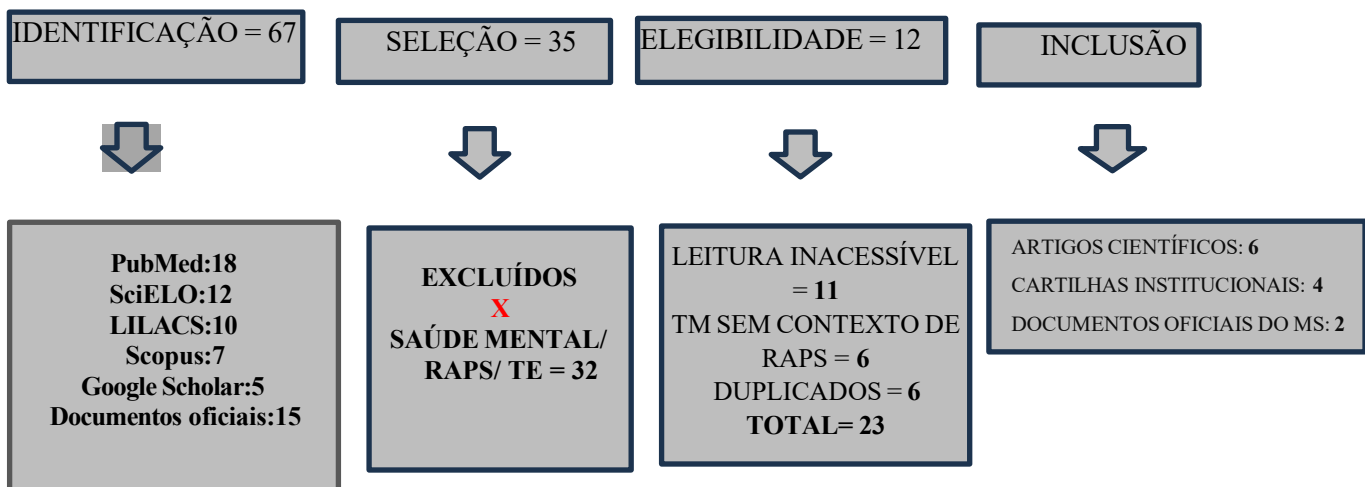 IDENTIFICAÇÃO = 67
SELEÇÃO = 35
ELEGIBILIDADE = 12
INCLUSÃO
PubMed:18
SciELO:12
LILACS:10
Scopus:7
Google Scholar:5
Documentos oficiais:15
EXCLUÍDOS
X
SAÚDE MENTAL/
RAPS/ TE = 32
LEITURA INACESSÍVEL
= 11
TM SEM CONTEXTO DE
RAPS = 6
DUPLICADOS = 6
TOTAL= 23
ARTIGOS CIENTÍFICOS: 6
CARTILHAS INSTITUCIONAIS: 4
DOCUMENTOS OFICIAIS DO MS: 2